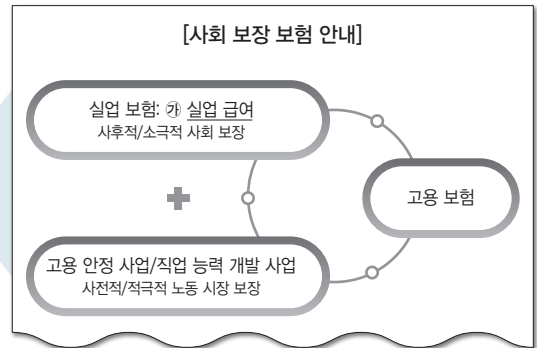 [사회 보장 보험 안내]
실업 보험: ㉮ 실업 급여
사후적/소극적 사회 보장
고용 보험
고용 안정 사업/직업 능력 개발 사업
사전적/적극적 노동 시장 보장